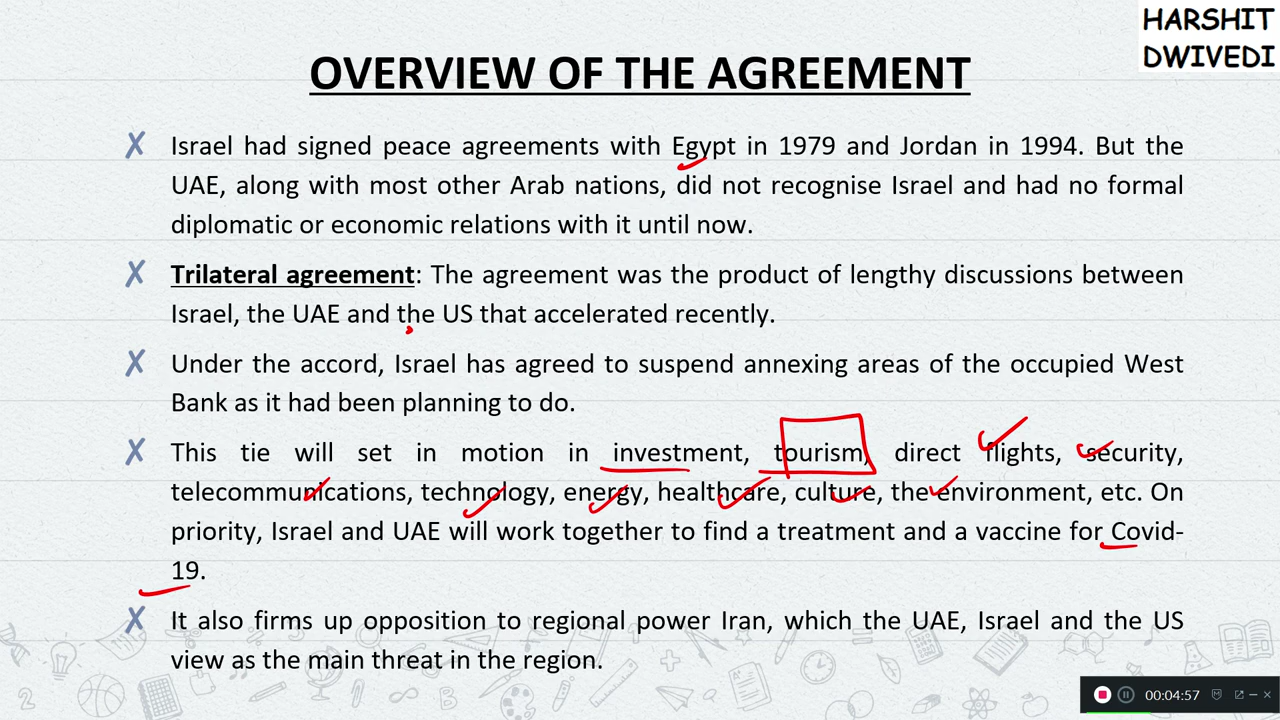 HARSHIT
DWIVEDI
OVERVIEW OF THE AGREEMENT
✗ Israel had signed peace agreements with Egypt in 1979 and Jordan in 1994. But the
UAE, along with most other Arab nations, did not recognise Israel and had no formal
diplomatic or economic relations with it until now.
✗ Trilateral agreement: The agreement was the product of lengthy discussions between
Israel, the UAE and the US that accelerated recently.
✗ Under the accord, Israel has agreed to suspend annexing areas of the occupied West
Bank as it had been planning to do.
✗ This tie will set in motion in investment, tourism, direct flights, security,
telecommunications, technology, energy, healthcare, culture, the environment, etc. On
priority, Israel and UAE will work together to find a treatment and a vaccine for Covid-
19.
✗ It also firms up opposition to regional power Iran, which the UAE, Israel and the US
view as the main threat in the region.
00:04:57